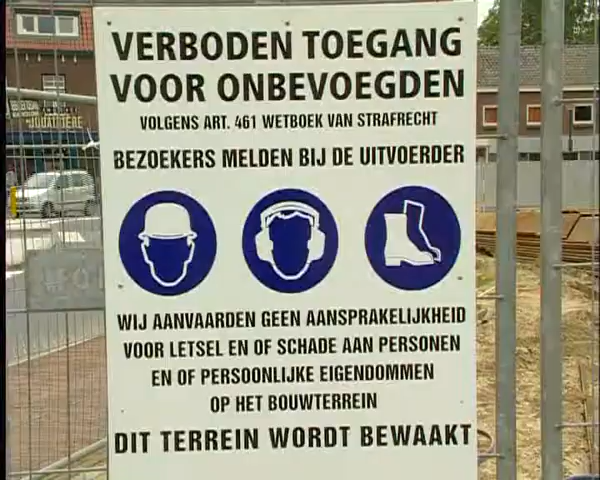 VERBODEN TOEGANG
VOOR ONBEVOEGDEN
VOLGENS ART. 461 WETBOEK VAN STRAFRECHT
BEZOEKERS MELDEN BIJ DE UITVOERDER
WIJ AANVAARDEN GEEN AANSPRAKELIJKHEID
VOOR LETSEL EN OF SCHADE AAN PERSONEN
EN OF PERSOONLIJKE EIGENDOMMEN
OP HET BOUWTERREIN
DIT TERREIN WORDT BEWAAKT